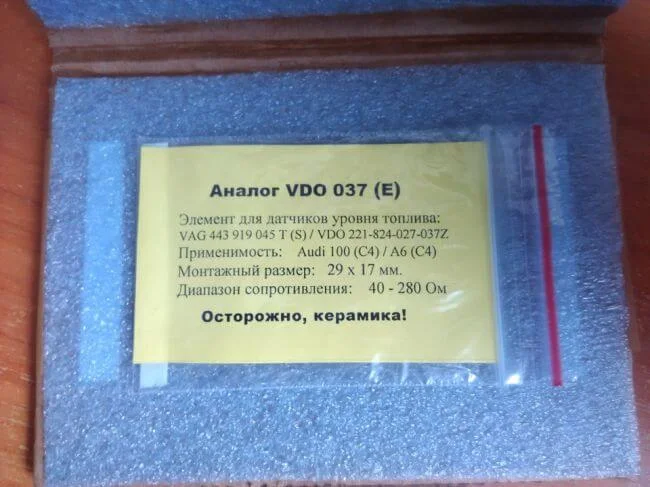 Аналог VDO 037 (E)
Элемент для датчиков уровня топлива:
VAG 443 919 045 T (S) / VDO 221-824-027-037Z
Применимость: Audi 100 (C4) / A6 (C4)
Монтажный размер: 29 x 17 мм.
Диапазон сопротивления: 40 - 280 Ом
Осторожно, керамика!